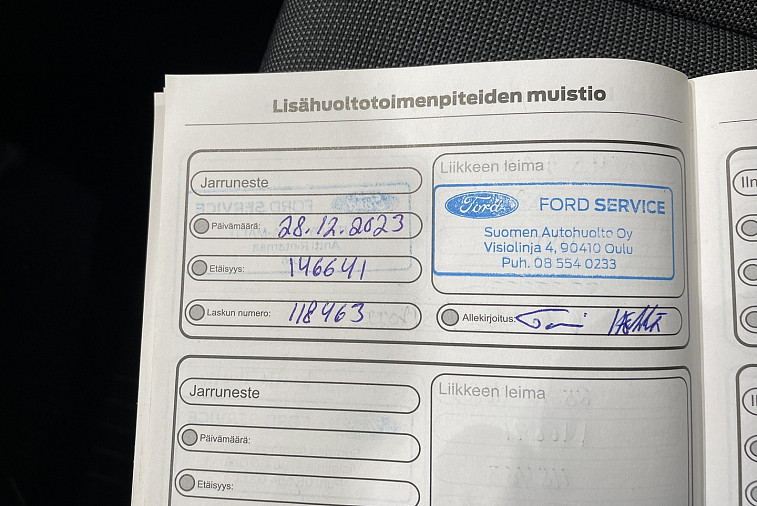 Lisähuoltotoimenpiteiden muistio
Jarruneste
Päivämäärä: 28.12.2023
Etäisyys: 146641
Laskun numero: 118463
Liikkeen leima
Ford FORD SERVICE
Suomen Autohuolto Oy
Visiolinja 4, 90410 Oulu
Puh. 08 554 0233
Allekirjoitus:
Jarruneste
Päivämäärä:
Etäisyys:
Liikkeen leima